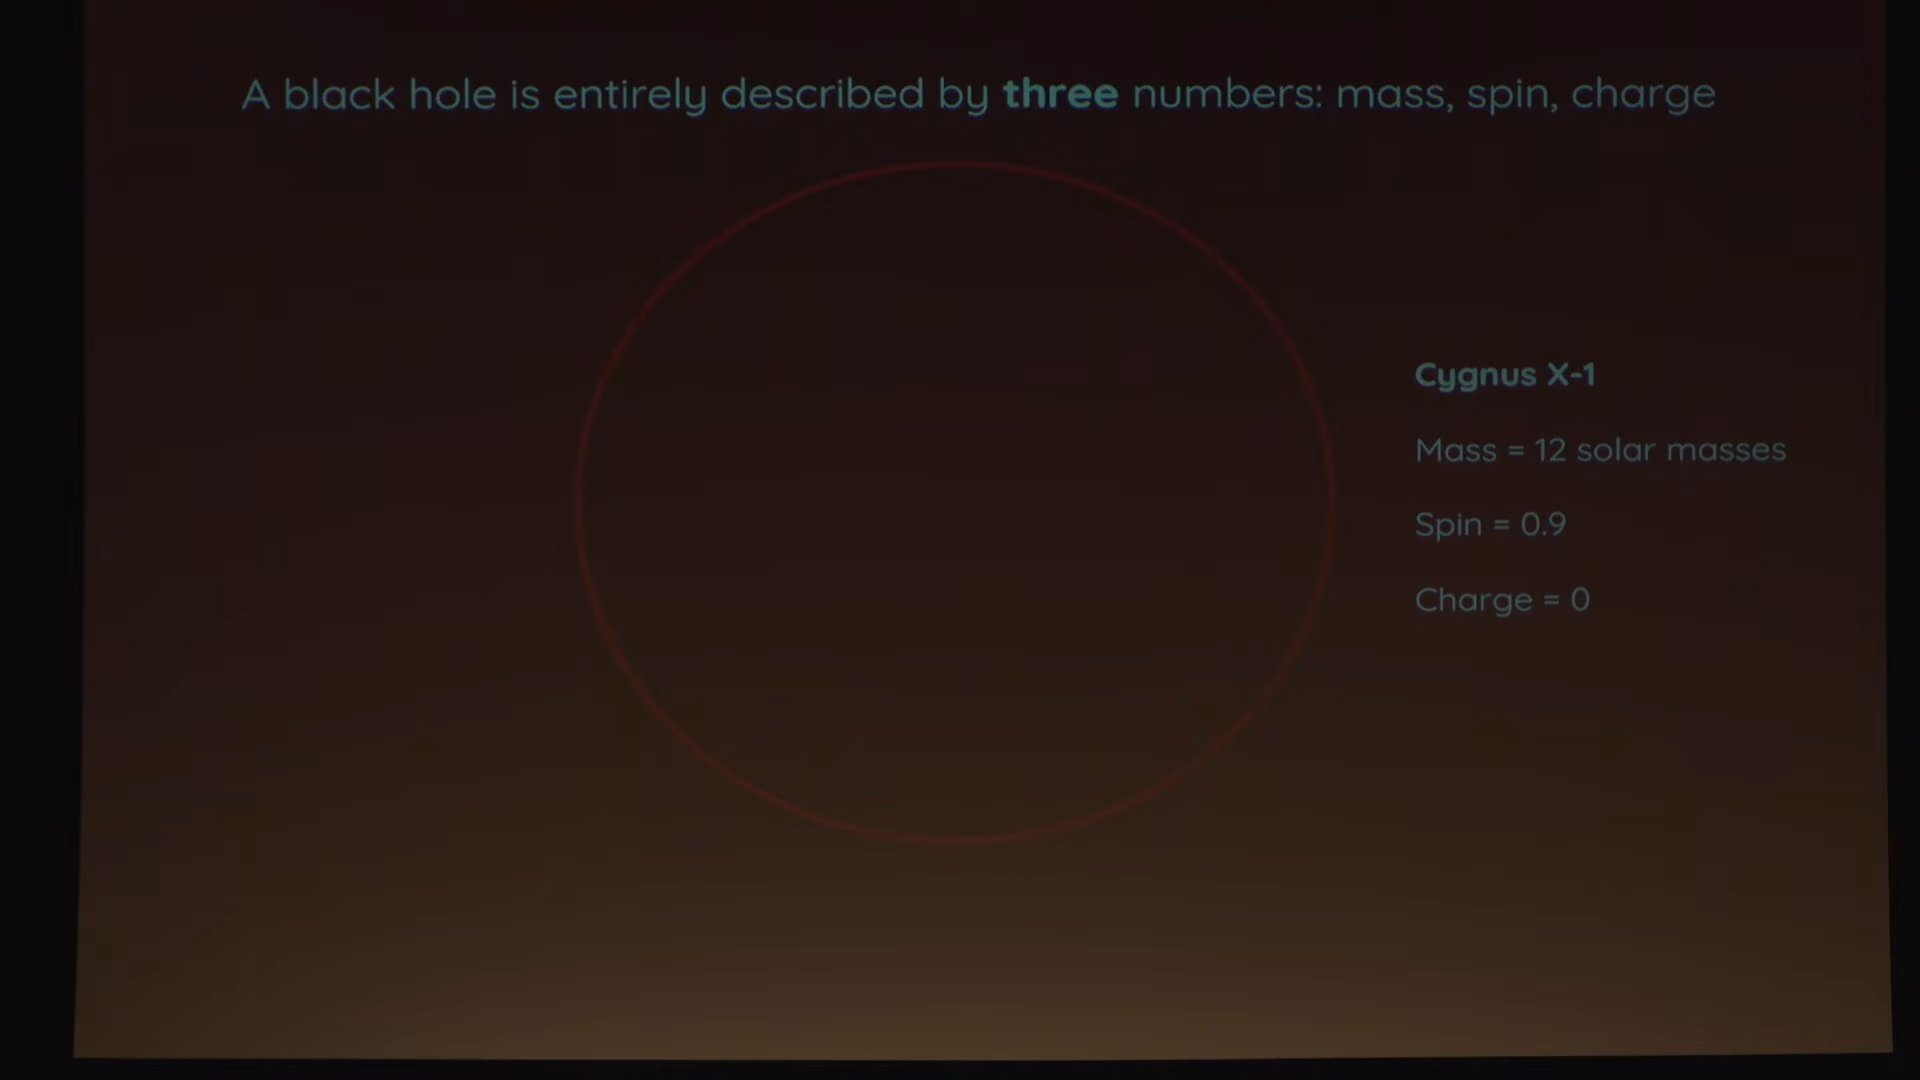 A black hole is entirely described by three numbers: mass, spin, charge
Cygnus X-1
Mass = 12 solar masses
Spin = 0.9
Charge = 0